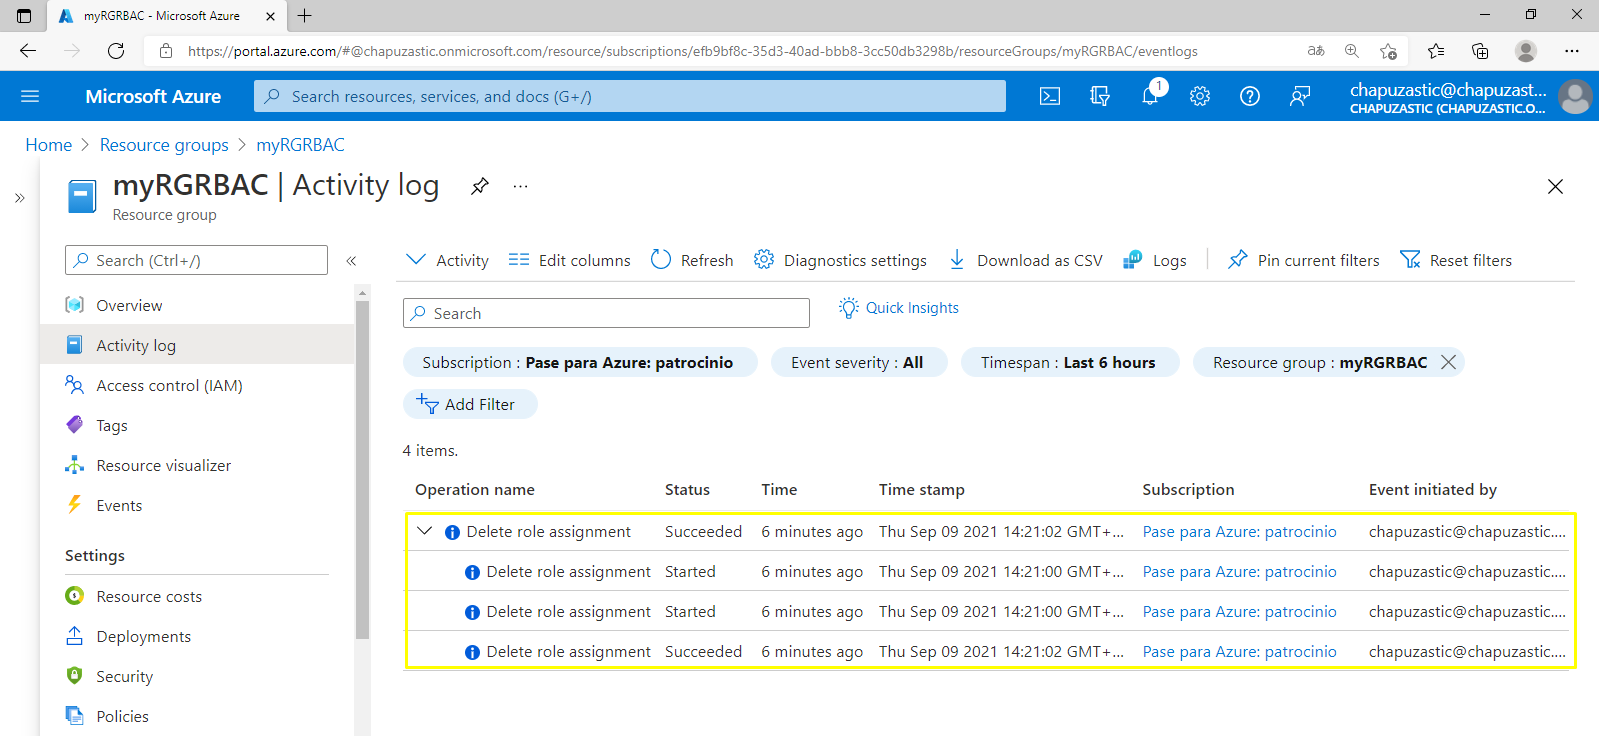 myRGRBAC - Microsoft Azure
https://portal.azure.com/#@chapuzastic.onmicrosoft.com/resource/subscriptions/efb9bf8c-35d3-40ad-bbb8-3cc50db3298b/resourceGroups/myRGRBAC/eventlogs
aあ
Microsoft Azure
Search resources, services, and docs (G+/)
1
chapuzastic@chapuzast...
CHAPUZASTIC (CHAPUZASTIC.O...
Home > Resource groups > myRGRBAC
myRGRBAC | Activity log
Resource group
Search (Ctrl+/)
Overview
Activity log
Access control (IAM)
Tags
Resource visualizer
Events
Settings
Resource costs
Deployments
Security
Policies
Activity Edit columns Refresh Diagnostics settings Download as CSV Logs Pin current filters Reset filters
Search
Quick Insights
Subscription : Pase para Azure: patrocinio Event severity : All Timespan : Last 6 hours Resource group : myRGRBAC
Add Filter
4 items.
Operation name Status Time Time stamp Subscription Event initiated by
Delete role assignment Succeeded 6 minutes ago Thu Sep 09 2021 14:21:02 GMT+... Pase para Azure: patrocinio chapuzastic@chapuzastic....
Delete role assignment Started 6 minutes ago Thu Sep 09 2021 14:21:00 GMT+... Pase para Azure: patrocinio chapuzastic@chapuzastic....
Delete role assignment Started 6 minutes ago Thu Sep 09 2021 14:21:00 GMT+... Pase para Azure: patrocinio chapuzastic@chapuzastic....
Delete role assignment Succeeded 6 minutes ago Thu Sep 09 2021 14:21:02 GMT+... Pase para Azure: patrocinio chapuzastic@chapuzastic....